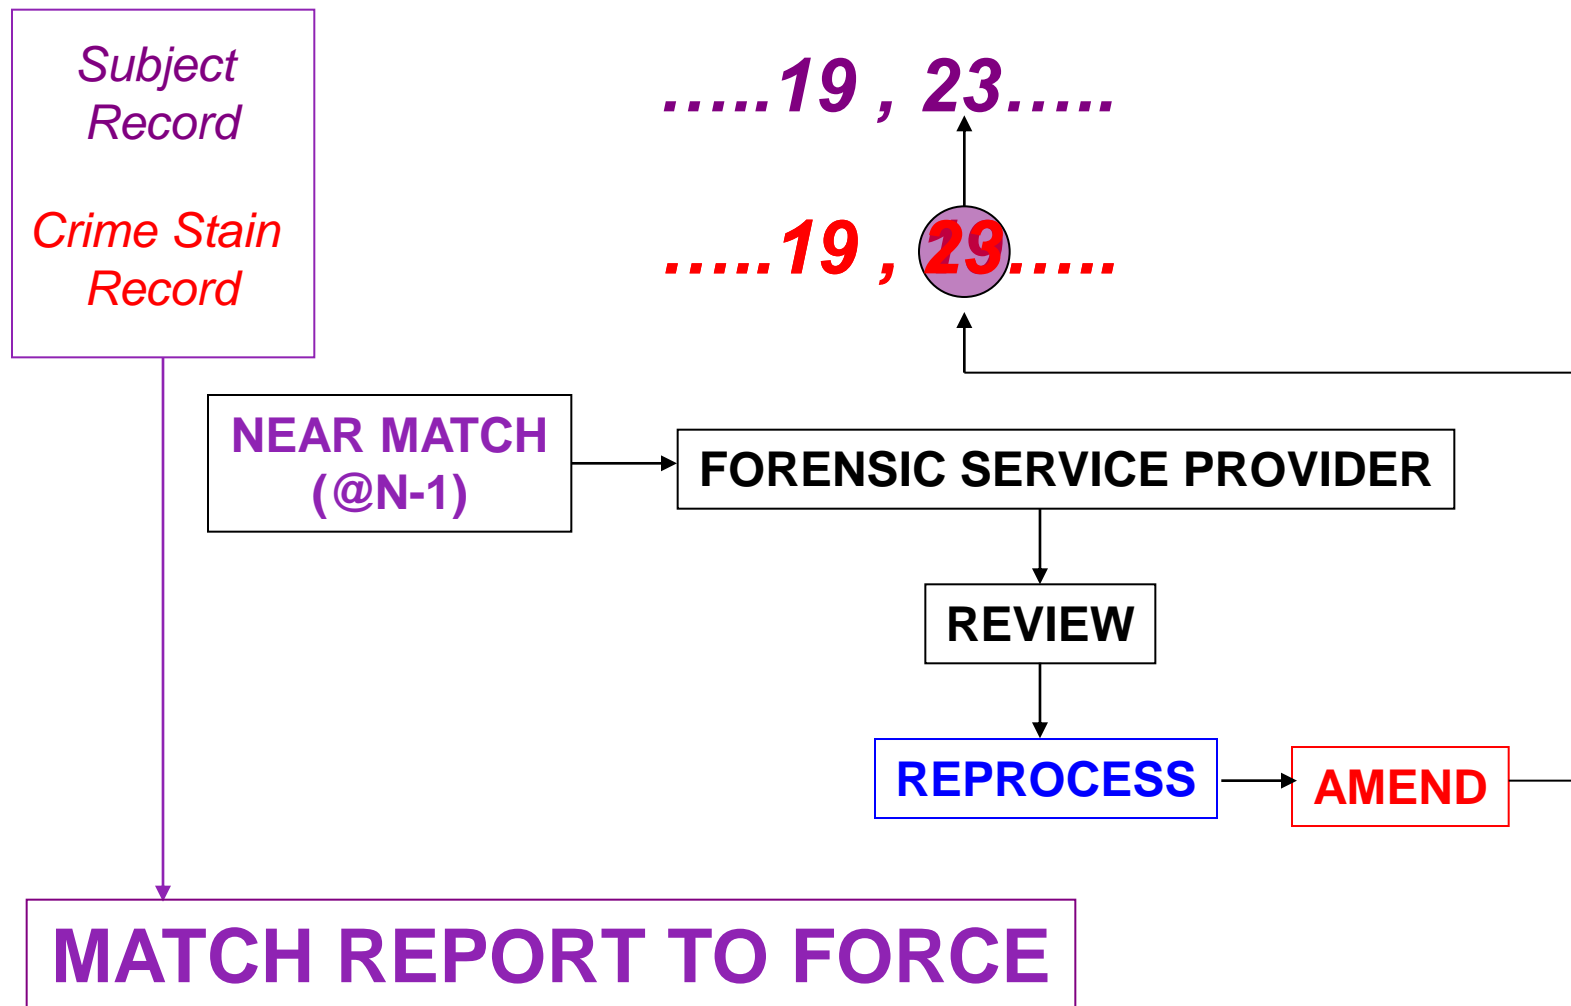 Subject
Record
…..19 , 23…..
Crime Stain
Record
…..19 , 23…..
NEAR MATCH
(@N-1)
FORENSIC SERVICE PROVIDER
REVIEW
REPROCESS
AMEND
MATCH REPORT TO FORCE